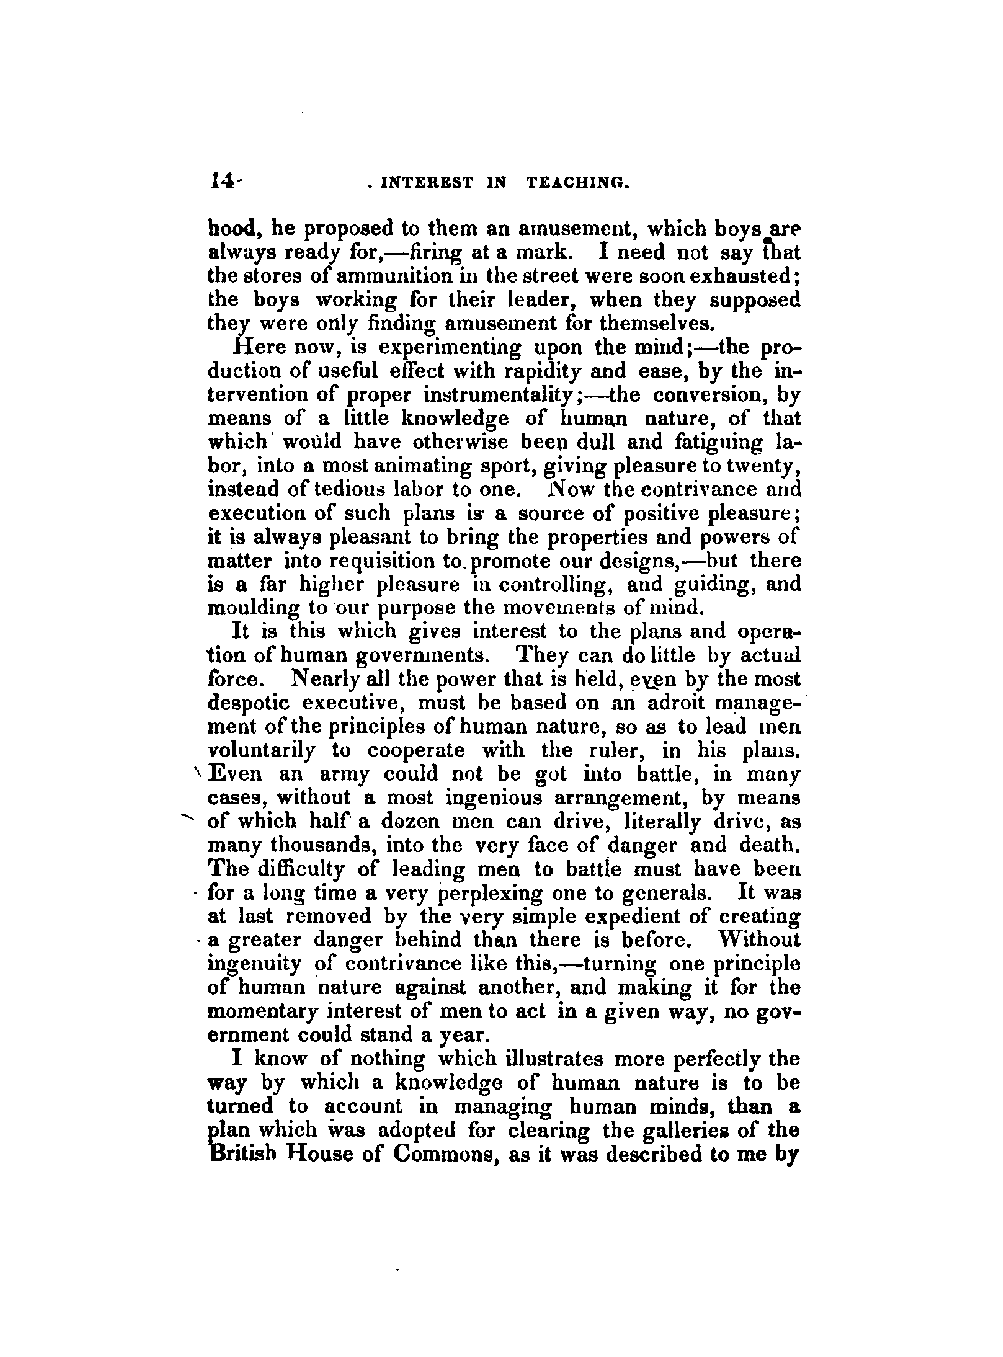 14 INTEREST IN TEACHING.
hood, he proposed to them an amusement, which boys are
always ready for,—firing at a mark. I need not say that
the stores of ammunition in the street were soon exhausted;
the boys working for their leader, when they supposed
they were only finding amusement for themselves.
Here now, is experimenting upon the mind;—the pro-
duction of useful effect with rapidity and ease, by the in-
tervention of proper instrumentality;—the conversion, by
means of a little knowledge of human nature, of that
which would have otherwise been dull and fatiguing la-
bor, into a most animating sport, giving pleasure to twenty,
instead of tedious labor to one. Now the contrivance and
execution of such plans is a source of positive pleasure;
it is always pleasant to bring the properties and powers of
matter into requisition to promote our designs,—but there
is a far higher pleasure in controlling, and guiding, and
moulding to our purpose the movements of mind.
It is this which gives interest to the plans and opera-
tion of human governments. They can do little by actual
force. Nearly all the power that is held, even by the most
despotic executive, must be based on an adroit manage-
ment of the principles of human nature, so as to lead men
voluntarily to cooperate with the ruler, in his plans.
Even an army could not be got into battle, in many
cases, without a most ingenious arrangement, by means
of which half a dozen men can drive, literally drive, as
many thousands, into the very face of danger and death.
The difficulty of leading men to battle must have been
for a long time a very perplexing one to generals. It was
at last removed by the very simple expedient of creating
a greater danger behind than there is before. Without
ingenuity of contrivance like this,—turning one principle
of human nature against another, and making it for the
momentary interest of men to act in a given way, no gov-
ernment could stand a year.
I know of nothing which illustrates more perfectly the
way by which a knowledge of human nature is to be
turned to account in managing human minds, than a
plan which was adopted for clearing the galleries of the
British House of Commons, as it was described to me by